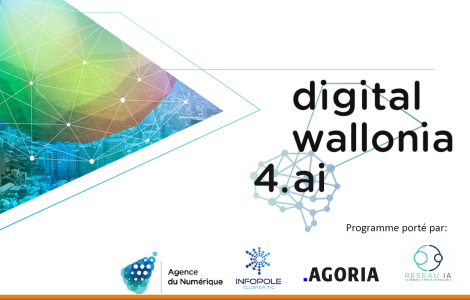 digital
wallonia
4.ai
Programme porté par:
Agence
du Numérique
INFOPOLE
CLUSTER TIC
.AGORIA
RESEAU IA